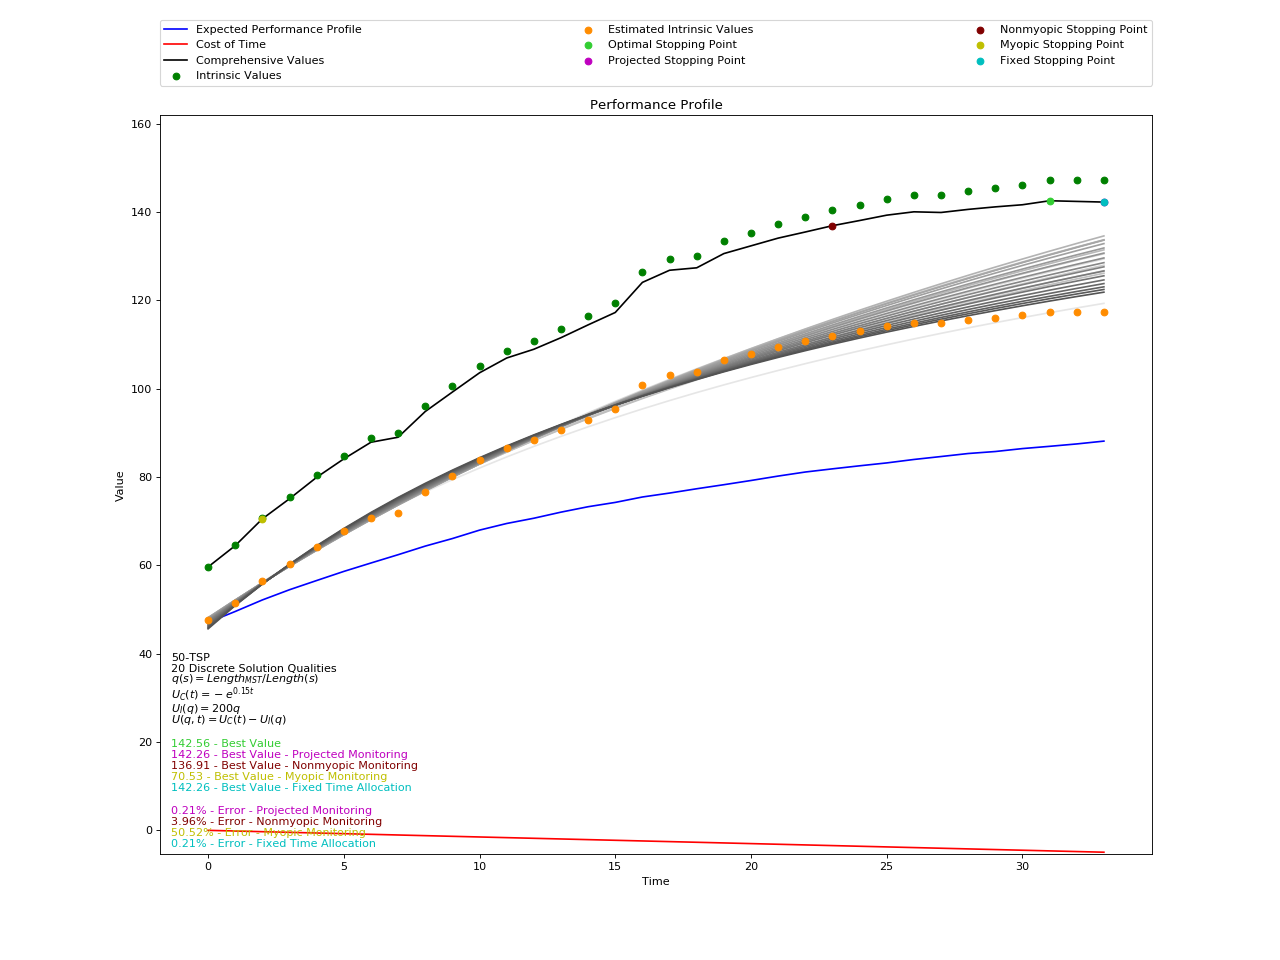 Expected Performance Profile
Cost of Time
Comprehensive Values
Intrinsic Values
Estimated Intrinsic Values
Optimal Stopping Point
Projected Stopping Point
Nonmyopic Stopping Point
Myopic Stopping Point
Fixed Stopping Point
Performance Profile
160
140
120
100
80
60
40
20
0
Value
50-TSP
20 Discrete Solution Qualities
q(s) = Length_{MST}/Length(s)
U_C(t) = −e^{0.15t}
U_I(q) = 200q
U(q, t) = U_C(t) − U_I(q)
142.56 - Best Value
142.26 - Best Value - Projected Monitoring
136.91 - Best Value - Nonmyopic Monitoring
70.53 - Best Value - Myopic Monitoring
142.26 - Best Value - Fixed Time Allocation
0.21% - Error - Projected Monitoring
3.96% - Error - Nonmyopic Monitoring
50.52% - Error - Myopic Monitoring
0.21% - Error - Fixed Time Allocation
0 5 10 15 20 25 30
Time